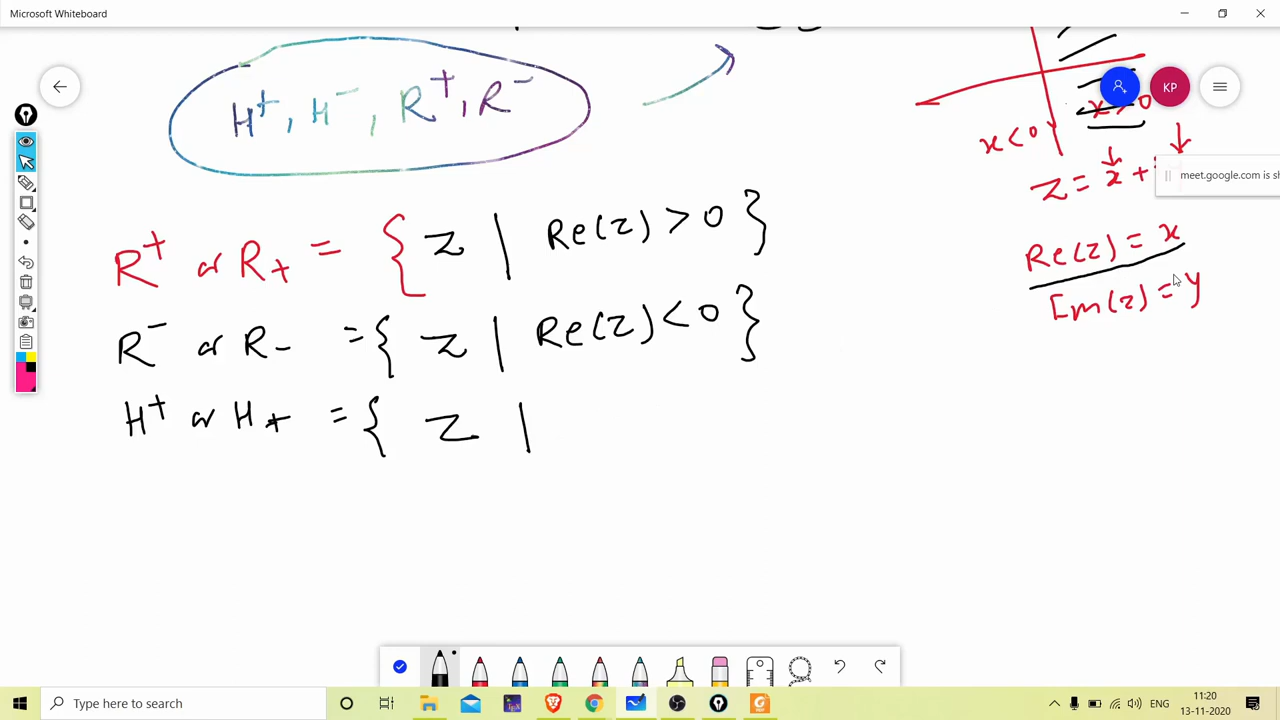 Microsoft Whiteboard
H⁺, H⁻, R⁺, R⁻
x<0
x>0
KP
z = x +
meet.google.com is sh
R⁺ or R₊ = { z | Re(z) > 0 }
Re(z) = x
Im(z) = y
R⁻ or R₋ = { z | Re(z) < 0 }
H⁺ or H₊ = { z |
Type here to search
11:20
13-11-2020